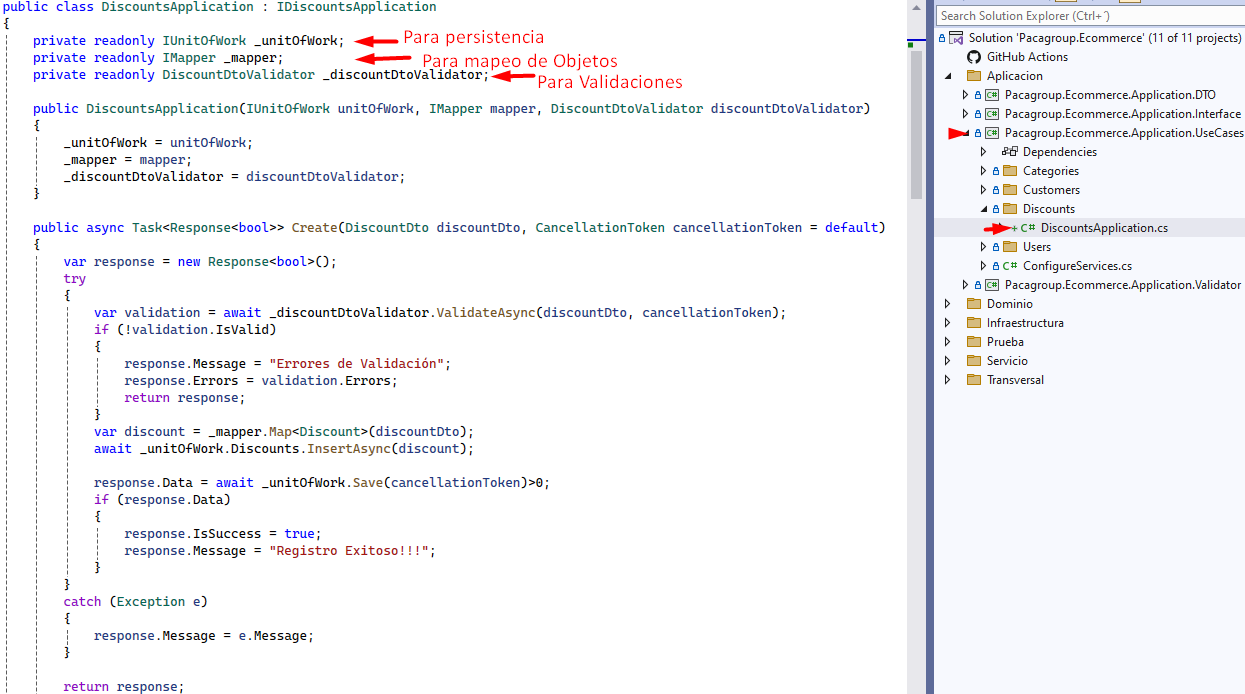 public class DiscountsApplication : IDiscountsApplication
{
private readonly IUnitOfWork _unitOfWork;
Para persistencia
private readonly IMapper _mapper;
Para mapeo de Objetos
private readonly DiscountDtoValidator _discountDtoValidator;
Para Validaciones
public DiscountsApplication(IUnitOfWork unitOfWork, IMapper mapper, DiscountDtoValidator discountDtoValidator)
{
_unitOfWork = unitOfWork;
_mapper = mapper;
_discountDtoValidator = discountDtoValidator;
}
public async Task<Response<bool>> Create(DiscountDto discountDto, CancellationToken cancellationToken = default)
{
var response = new Response<bool>();
try
{
var validation = await _discountDtoValidator.ValidateAsync(discountDto, cancellationToken);
if (!validation.IsValid)
{
response.Message = "Errores de Validación";
response.Errors = validation.Errors;
return response;
}
var discount = _mapper.Map<Discount>(discountDto);
await _unitOfWork.Discounts.InsertAsync(discount);
response.Data = await _unitOfWork.Save(cancellationToken)>0;
if (response.Data)
{
response.IsSuccess = true;
response.Message = "Registro Exitoso!!!";
}
}
catch (Exception e)
{
response.Message = e.Message;
}
return response;
Search Solution Explorer (Ctrl+´)
Solution 'Pacagroup.Ecommerce' (11 of 11 projects)
GitHub Actions
Aplicacion
C# Pacagroup.Ecommerce.Application.DTO
C# Pacagroup.Ecommerce.Application.Interface
C# Pacagroup.Ecommerce.Application.UseCases
Dependencies
Categories
Customers
Discounts
+ C# DiscountsApplication.cs
Users
C# ConfigureServices.cs
C# Pacagroup.Ecommerce.Application.Validator
Dominio
Infraestructura
Prueba
Servicio
Transversal